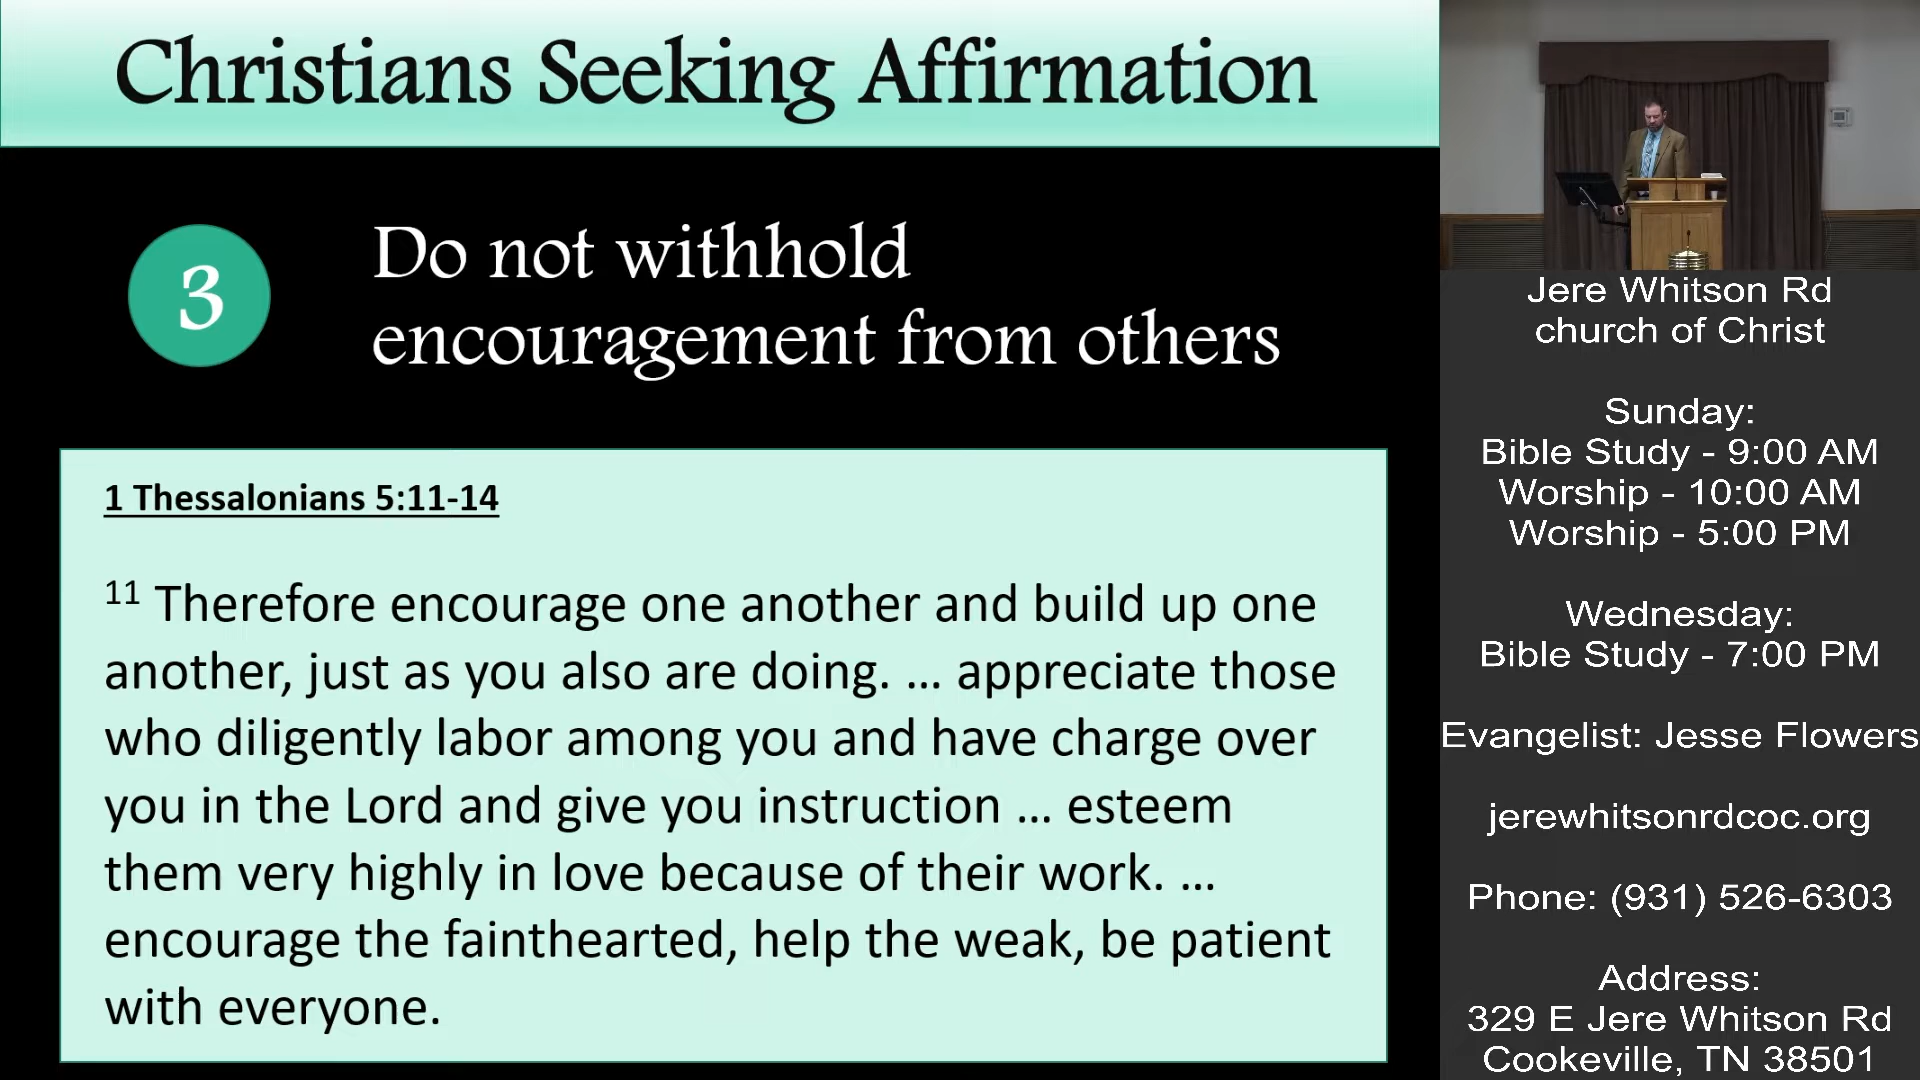 Christians Seeking Affirmation
3
Do not withhold
encouragement from others
1 Thessalonians 5:11-14
11 Therefore encourage one another and build up one
another, just as you also are doing. ... appreciate those
who diligently labor among you and have charge over
you in the Lord and give you instruction ... esteem
them very highly in love because of their work. ...
encourage the fainthearted, help the weak, be patient
with everyone.
Jere Whitson Rd
church of Christ
Sunday:
Bible Study - 9:00 AM
Worship - 10:00 AM
Worship - 5:00 PM
Wednesday:
Bible Study - 7:00 PM
Evangelist: Jesse Flowers
jerewhitsonrdcoc.org
Phone: (931) 526-6303
Address:
329 E Jere Whitson Rd
Cookeville, TN 38501